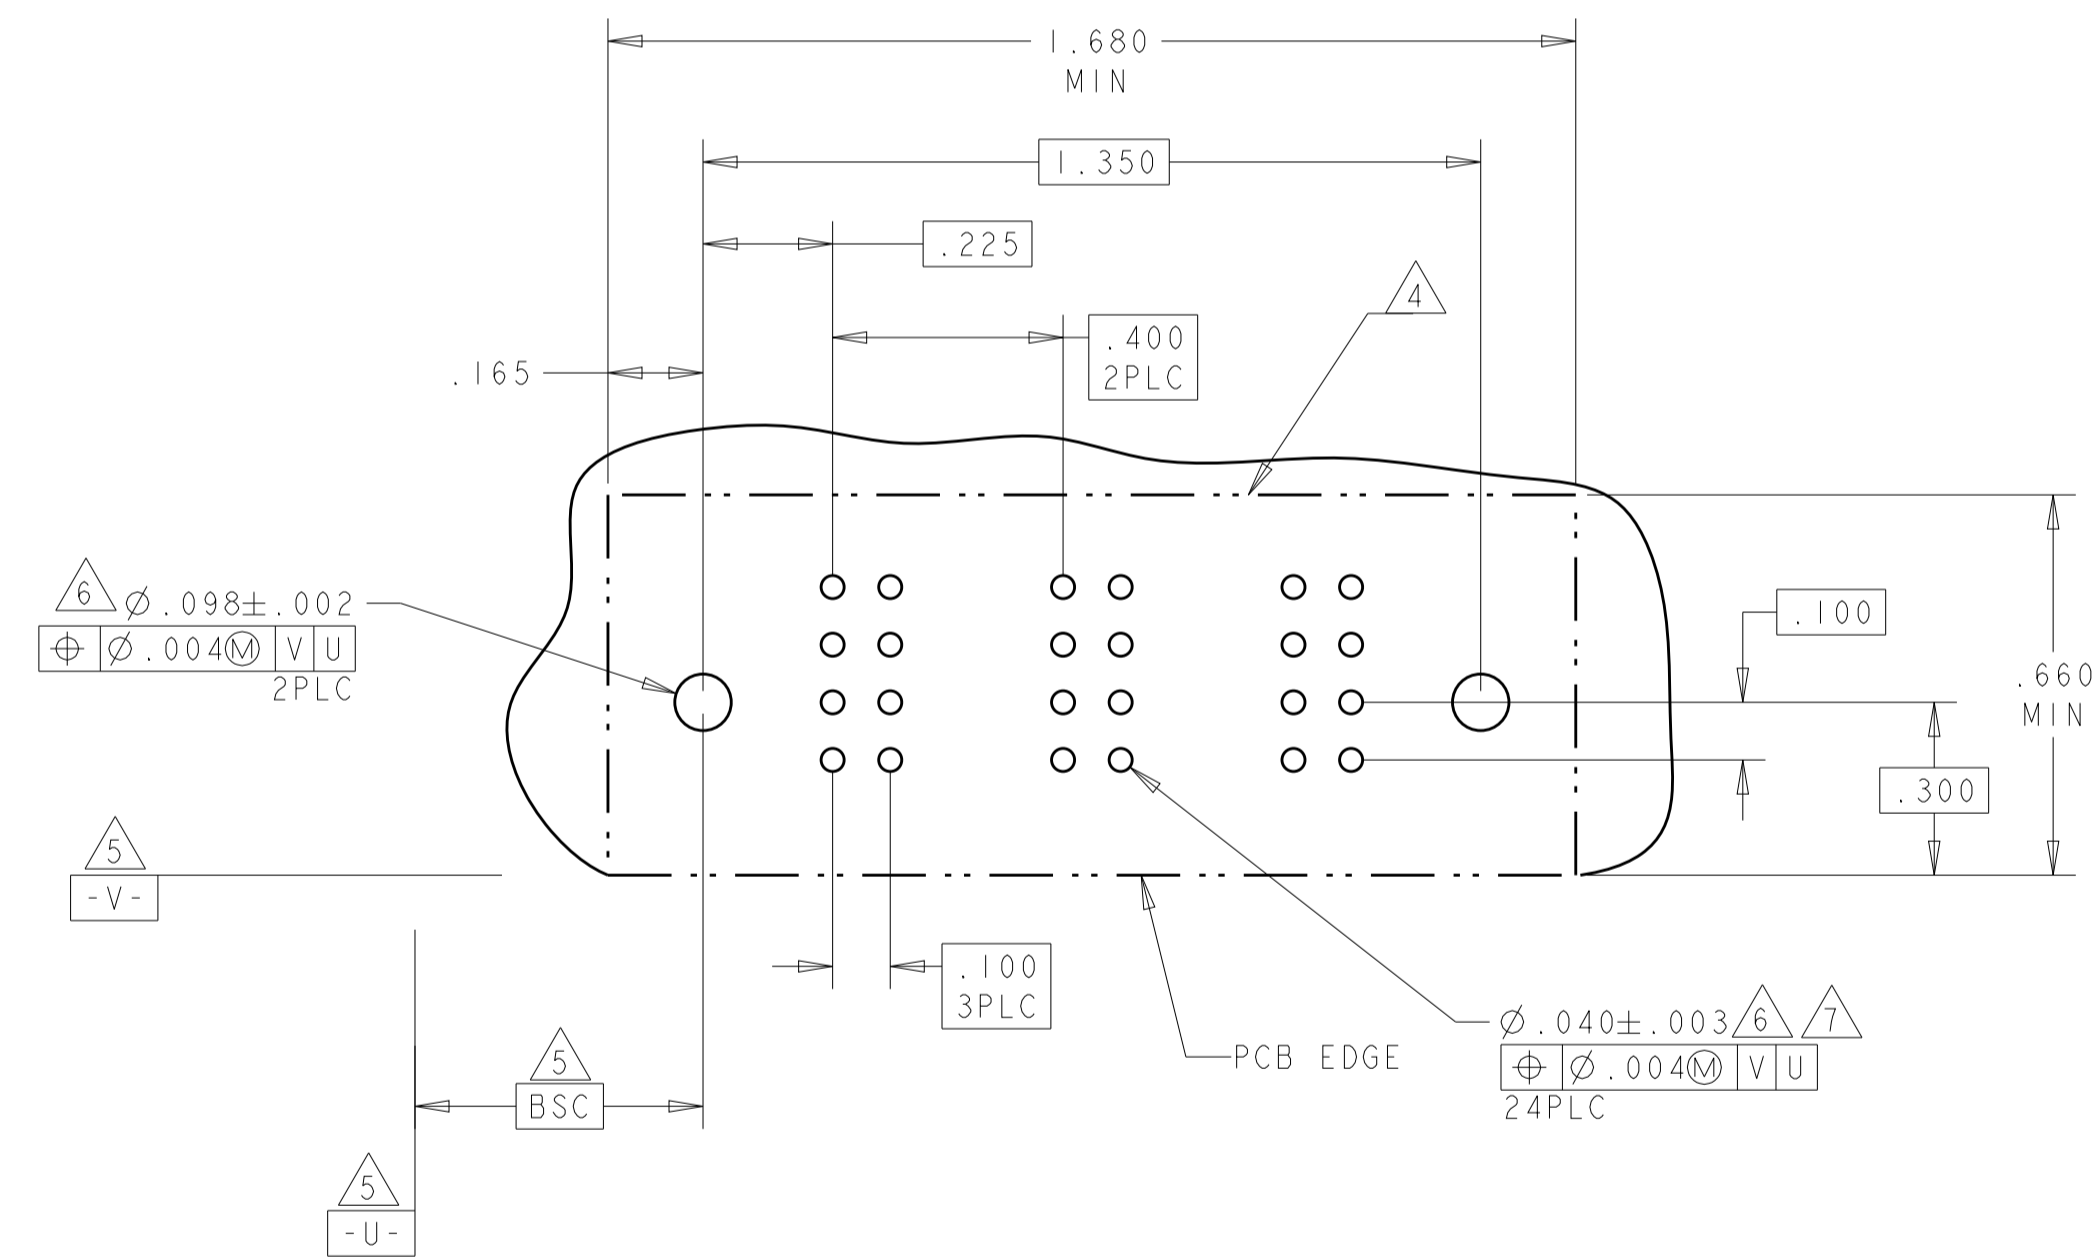 1.680
MIN
1.350
.225
4
.400
2PLC
.165
6 Ø.098±.002
⌖ Ø.004Ⓜ V U
2PLC
.100
.660
MIN
.300
5
-V-
.100
3PLC
Ø.040±.003 6 7
⌖ Ø.004Ⓜ V U
24PLC
PCB EDGE
5
BSC
5
-U-